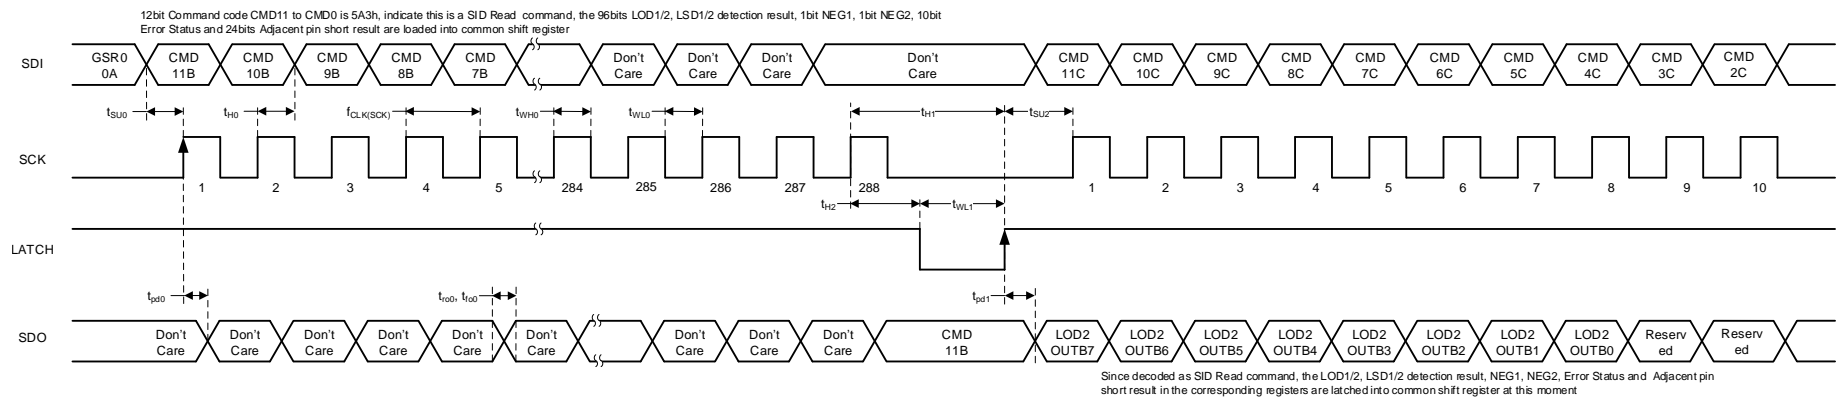 12bit Command code CMD11 to CMD0 is 5A3h, indicate this is a SID Read command, the 96bits LOD1/2, LSD1/2 detection result, 1bit NEG1, 1bit NEG2, 10bit
Error Status and 24bits Adjacent pin short result are loaded into common shift register
SDI
GSR0 0A
CMD 11B
CMD 10B
CMD 9B
CMD 8B
CMD 7B
Don't Care
Don't Care
Don't Care
Don't Care
CMD 11C
CMD 10C
CMD 9C
CMD 8C
CMD 7C
CMD 6C
CMD 5C
CMD 4C
CMD 3C
CMD 2C
tSU0
tH0
fCLK(SCK)
tWH0
tWL0
tH1
tSU2
SCK
1 2 3 4 5 284 285 286 287 288 1 2 3 4 5 6 7 8 9 10
tH2
tWL1
LATCH
tpd0
tro0, tfo0
tpd1
SDO
Don't Care
Don't Care
Don't Care
Don't Care
Don't Care
Don't Care
Don't Care
Don't Care
Don't Care
CMD 11B
LOD2 OUTB7
LOD2 OUTB6
LOD2 OUTB5
LOD2 OUTB4
LOD2 OUTB3
LOD2 OUTB2
LOD2 OUTB1
LOD2 OUTB0
Reserv ed
Reserv ed
Since decoded as SID Read command, the LOD1/2, LSD1/2 detection result, NEG1, NEG2, Error Status and Adjacent pin
short result in the corresponding registers are latched into common shift register at this moment